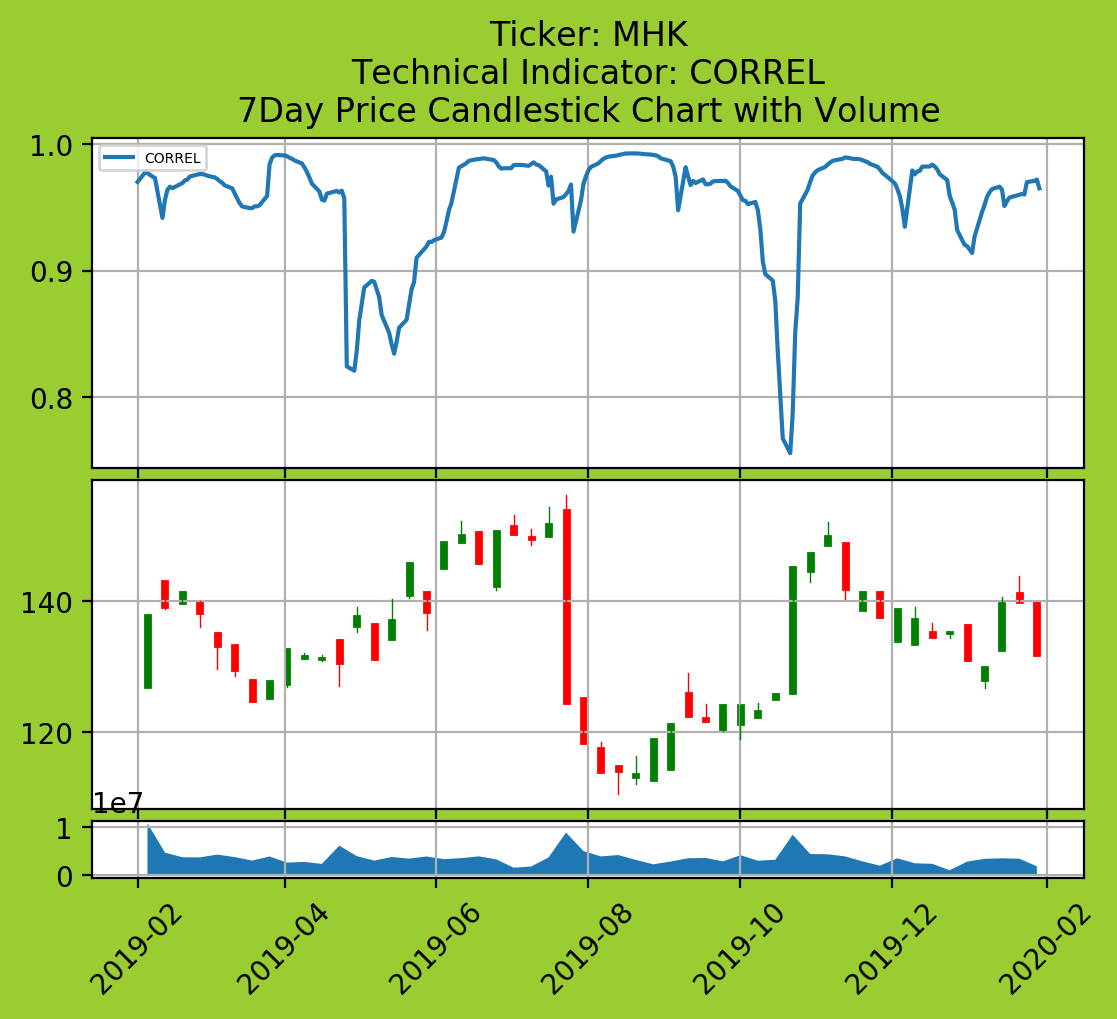 Ticker: MHK
Technical Indicator: CORREL
7Day Price Candlestick Chart with Volume
1.0
CORREL
0.9
0.8
140
120
1e7
1
0
2019-02
2019-04
2019-06
2019-08
2019-10
2019-12
2020-02